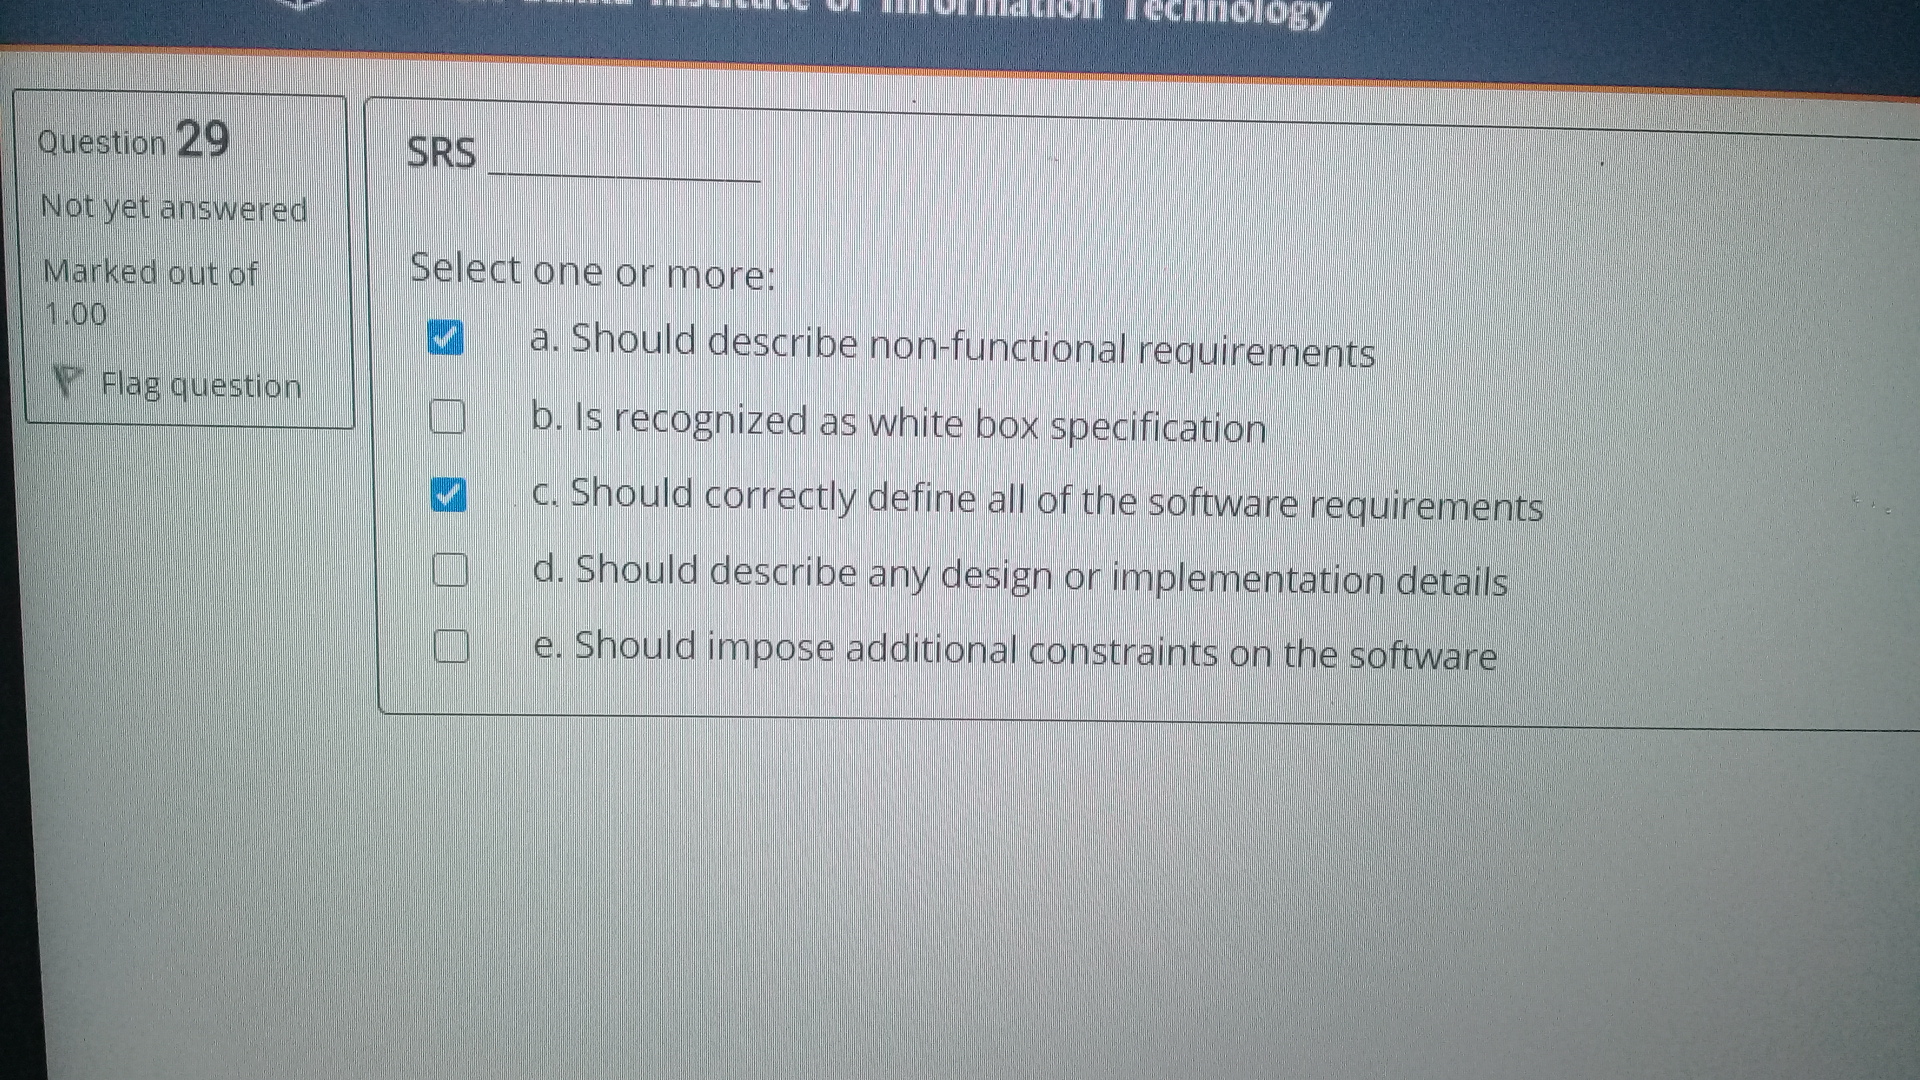 Institute of Information Technology
Question 29
Not yet answered
Marked out of
1.00
Flag question
SRS
Select one or more:
a. Should describe non-functional requirements
b. Is recognized as white box specification
c. Should correctly define all of the software requirements
d. Should describe any design or implementation details
e. Should impose additional constraints on the software